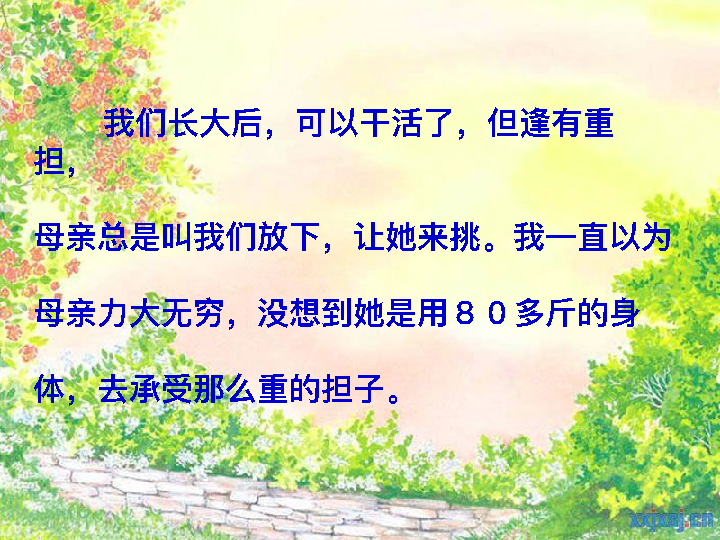 我们长大后，可以干活了，但逢有重
担，
母亲总是叫我们放下，让她来挑。我一直以为
母亲力大无穷，没想到她是用８０多斤的身
体，去承受那么重的担子。
xxjxsj.cn